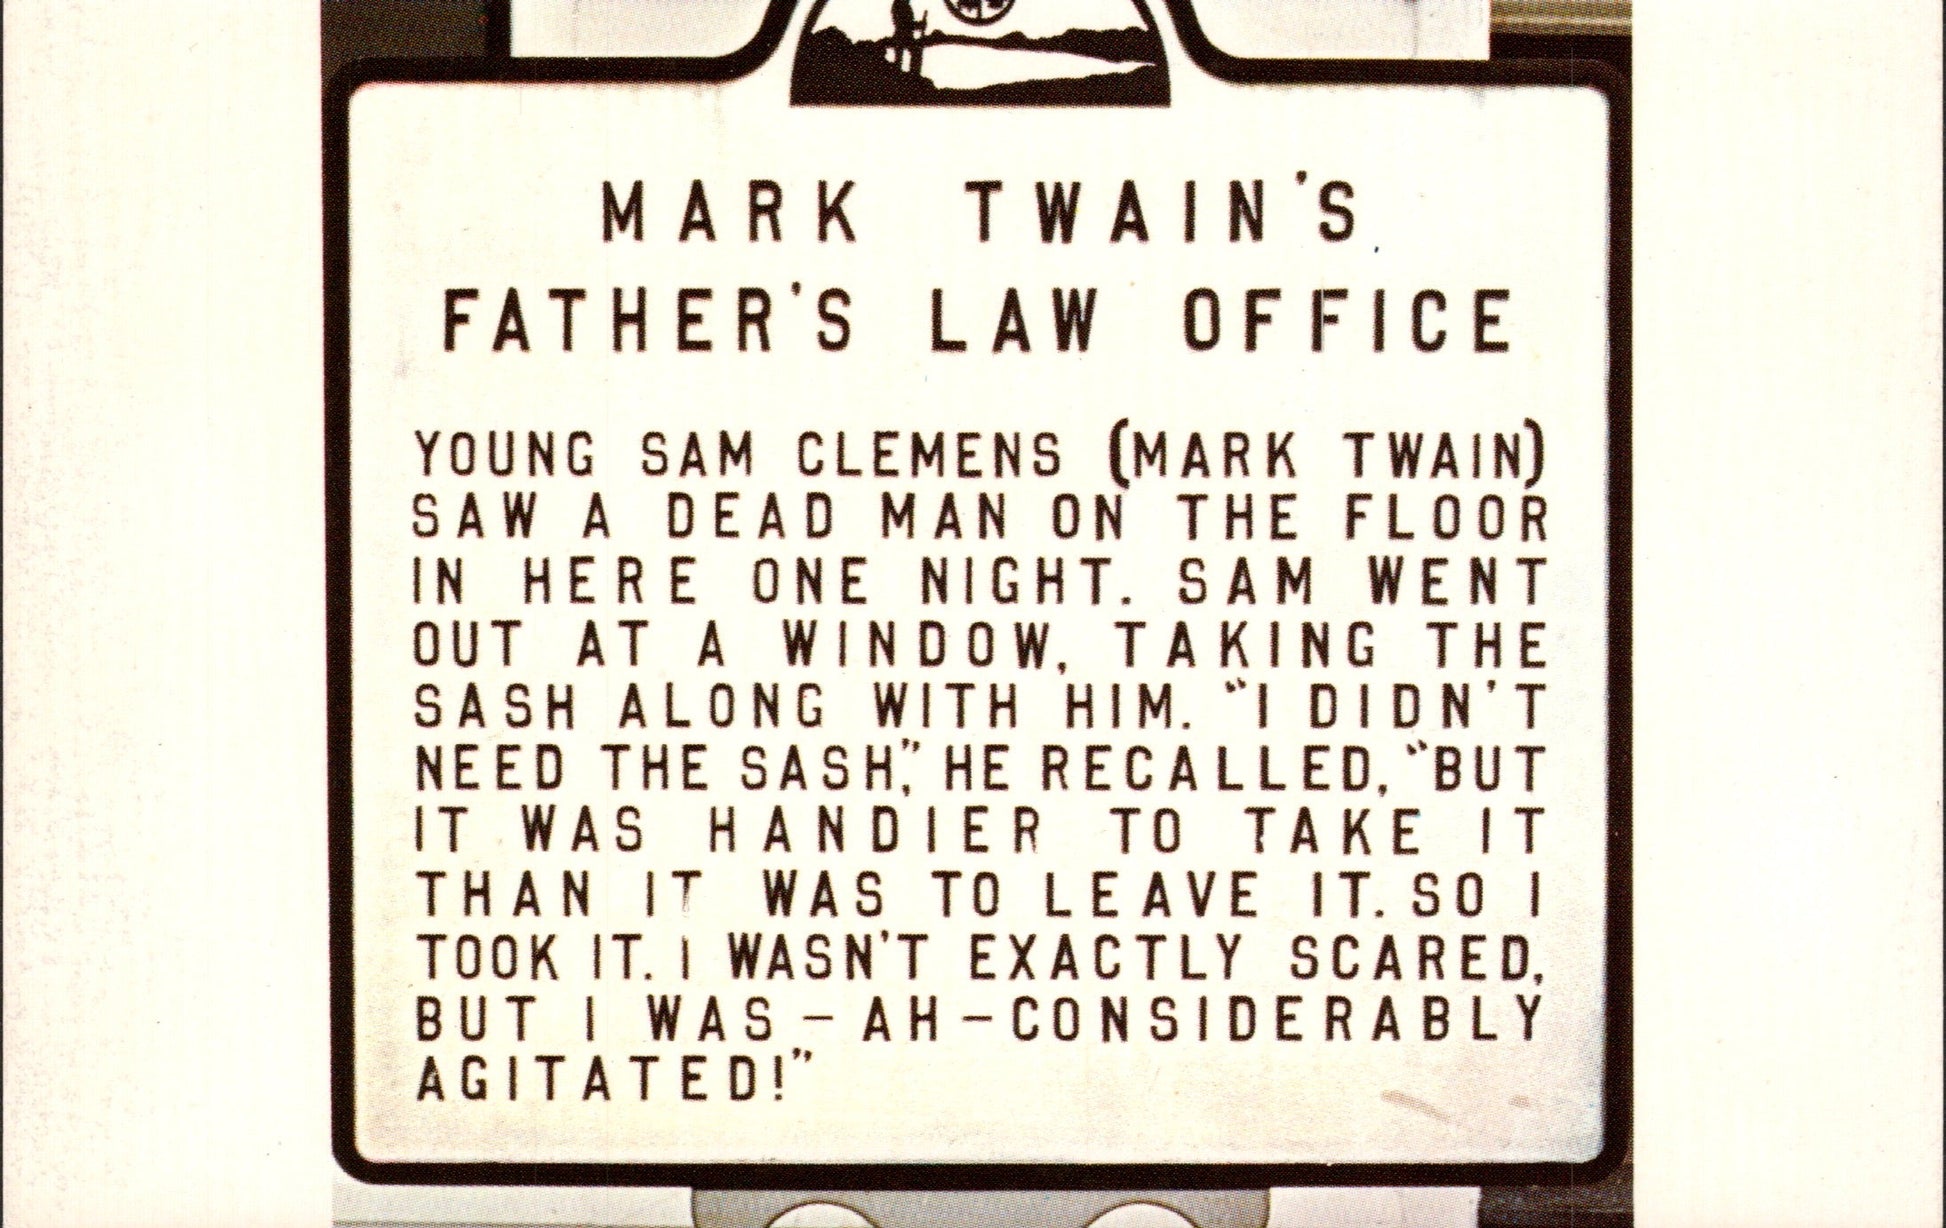 MARK TWAIN'S
FATHER'S LAW OFFICE
YOUNG SAM CLEMENS (MARK TWAIN)
SAW A DEAD MAN ON THE FLOOR
IN HERE ONE NIGHT. SAM WENT
OUT AT A WINDOW, TAKING THE
SASH ALONG WITH HIM. “I DIDN'T
NEED THE SASH,” HE RECALLED, “BUT
IT WAS HANDIER TO TAKE IT
THAN IT WAS TO LEAVE IT. SO I
TOOK IT. I WASN'T EXACTLY SCARED,
BUT I WAS – AH – CONSIDERABLY
AGITATED!”